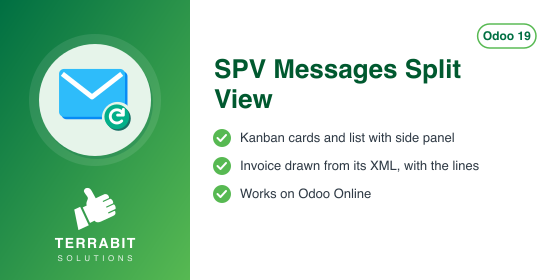 Odoo 19
SPV Messages Split
View
Kanban cards and list with side panel
Invoice drawn from its XML, with the lines
Works on Odoo Online
TERRABIT
SOLUTIONS